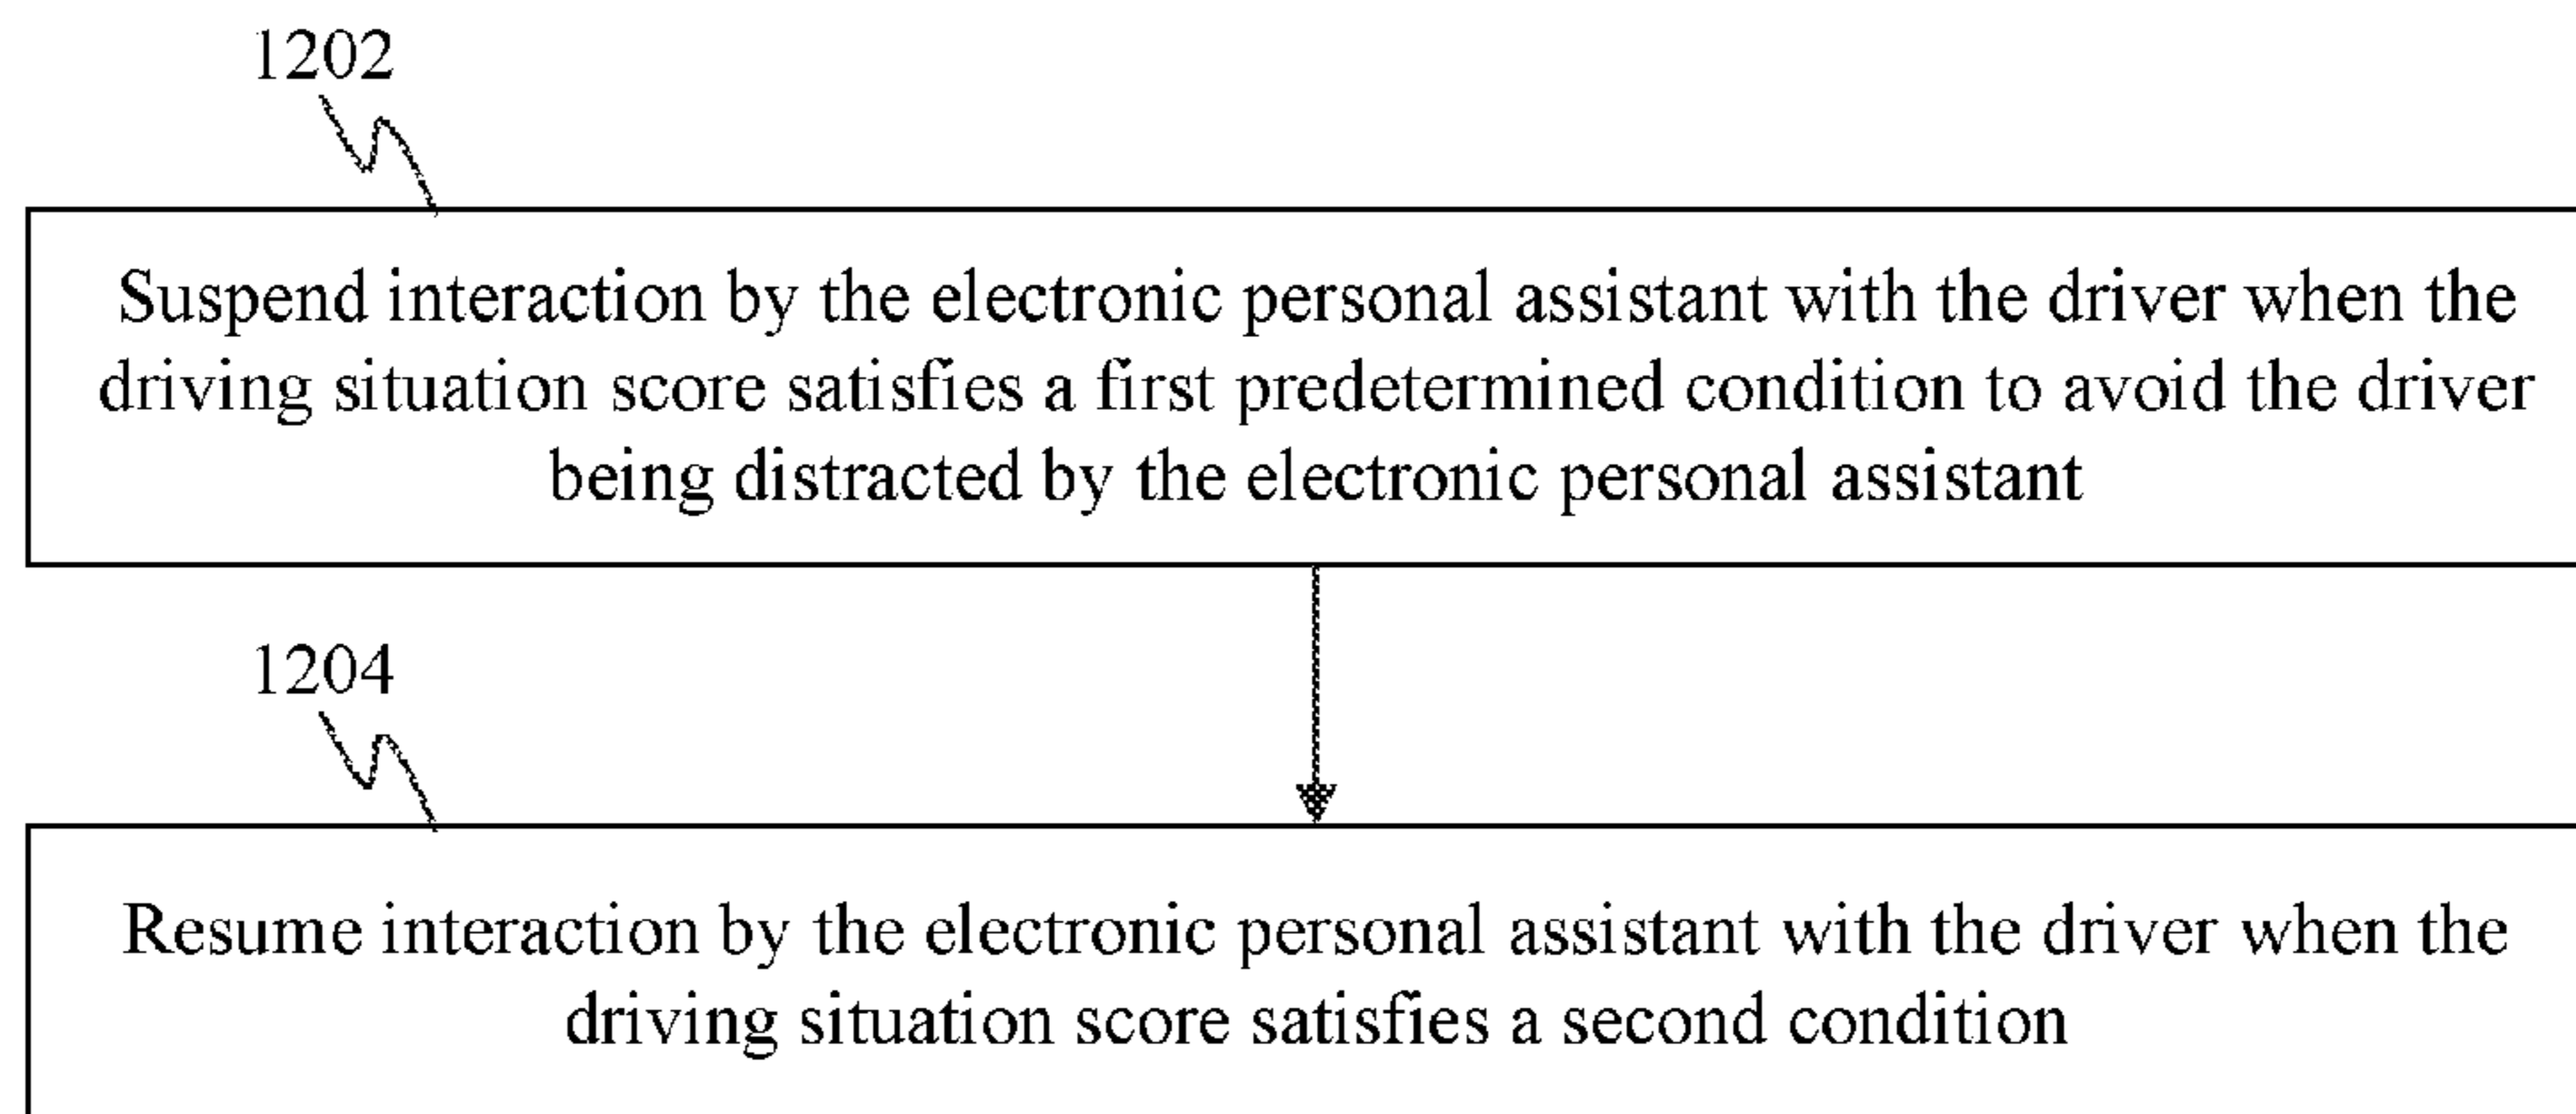 1202
Suspend interaction by the electronic personal assistant with the driver when the
driving situation score satisfies a first predetermined condition to avoid the driver
being distracted by the electronic personal assistant
1204
Resume interaction by the electronic personal assistant with the driver when the
driving situation score satisfies a second condition